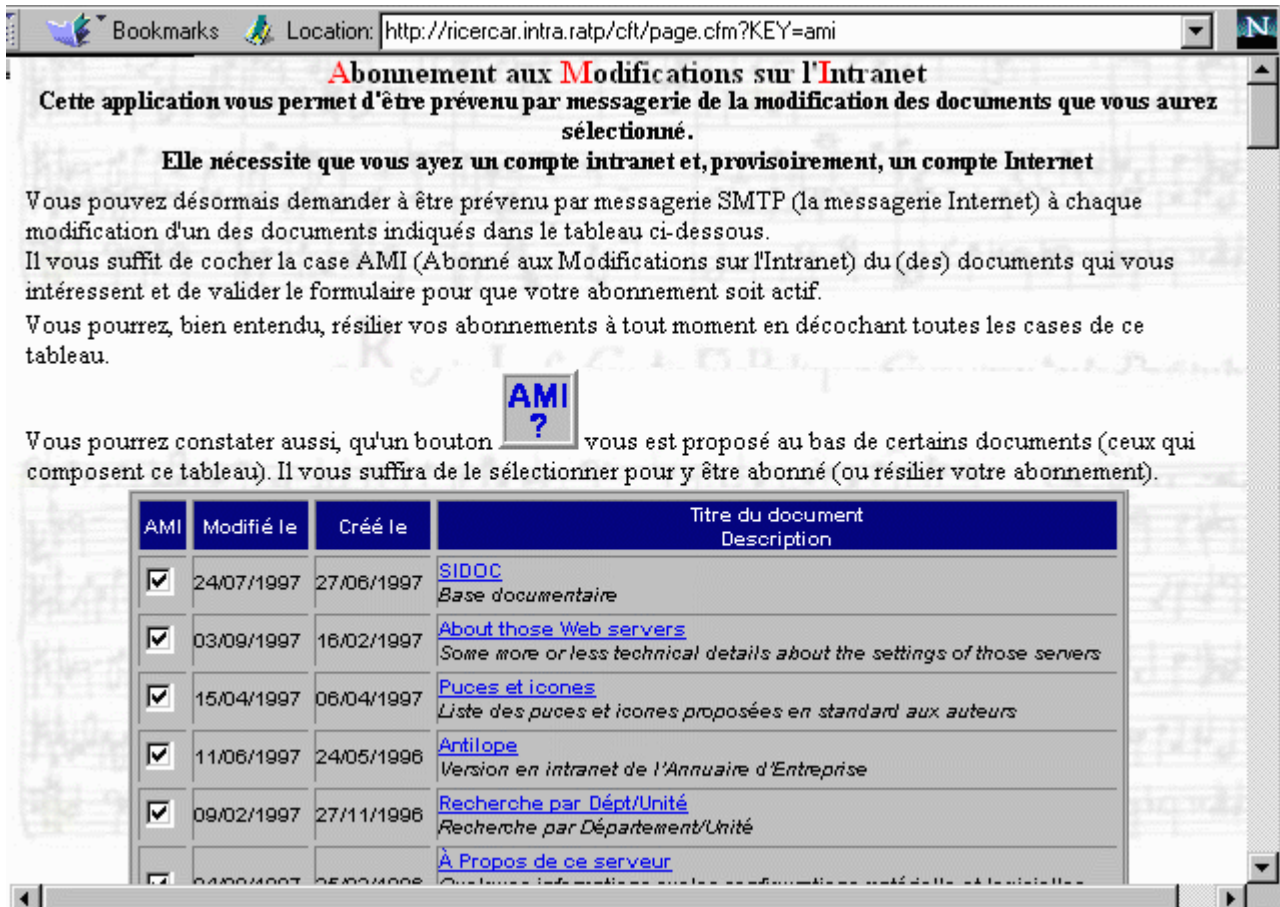 Bookmarks Location: http://ricercar.intra.ratp/cft/page.cfm?KEY=ami N
Abonnement aux Modifications sur l'Intranet
Cette application vous permet d'être prévenu par messagerie de la modification des documents que vous aurez
sélectionné.
Elle nécessite que vous ayez un compte intranet et, provisoirement, un compte Internet
Vous pouvez désormais demander à être prévenu par messagerie SMTP (la messagerie Internet) à chaque
modification d'un des documents indiqués dans le tableau ci-dessous.
Il vous suffit de cocher la case AMI (Abonné aux Modifications sur l'Intranet) du (des) documents qui vous
intéressent et de valider le formulaire pour que votre abonnement soit actif.
Vous pourrez, bien entendu, résilier vos abonnements à tout moment en décochant toutes les cases de ce
tableau.
AMI
?
Vous pourrez constater aussi, qu'un bouton vous est proposé au bas de certains documents (ceux qui
composent ce tableau). Il vous suffira de le sélectionner pour y être abonné (ou résilier votre abonnement).
AMI Modifié le Créé le Titre du document
Description
24/07/1997 27/06/1997 SIDOC
Base documentaire
03/09/1997 16/02/1997 About those Web servers
Some more or less technical details about the settings of those servers
15/04/1997 06/04/1997 Puces et icones
Liste des puces et icones proposées en standard aux auteurs
11/06/1997 24/05/1996 Antilope
Version en intranet de l'Annuaire d'Entreprise
09/02/1997 27/11/1996 Recherche par Dépt/Unité
Recherche par Département/Unité
À Propos de ce serveur